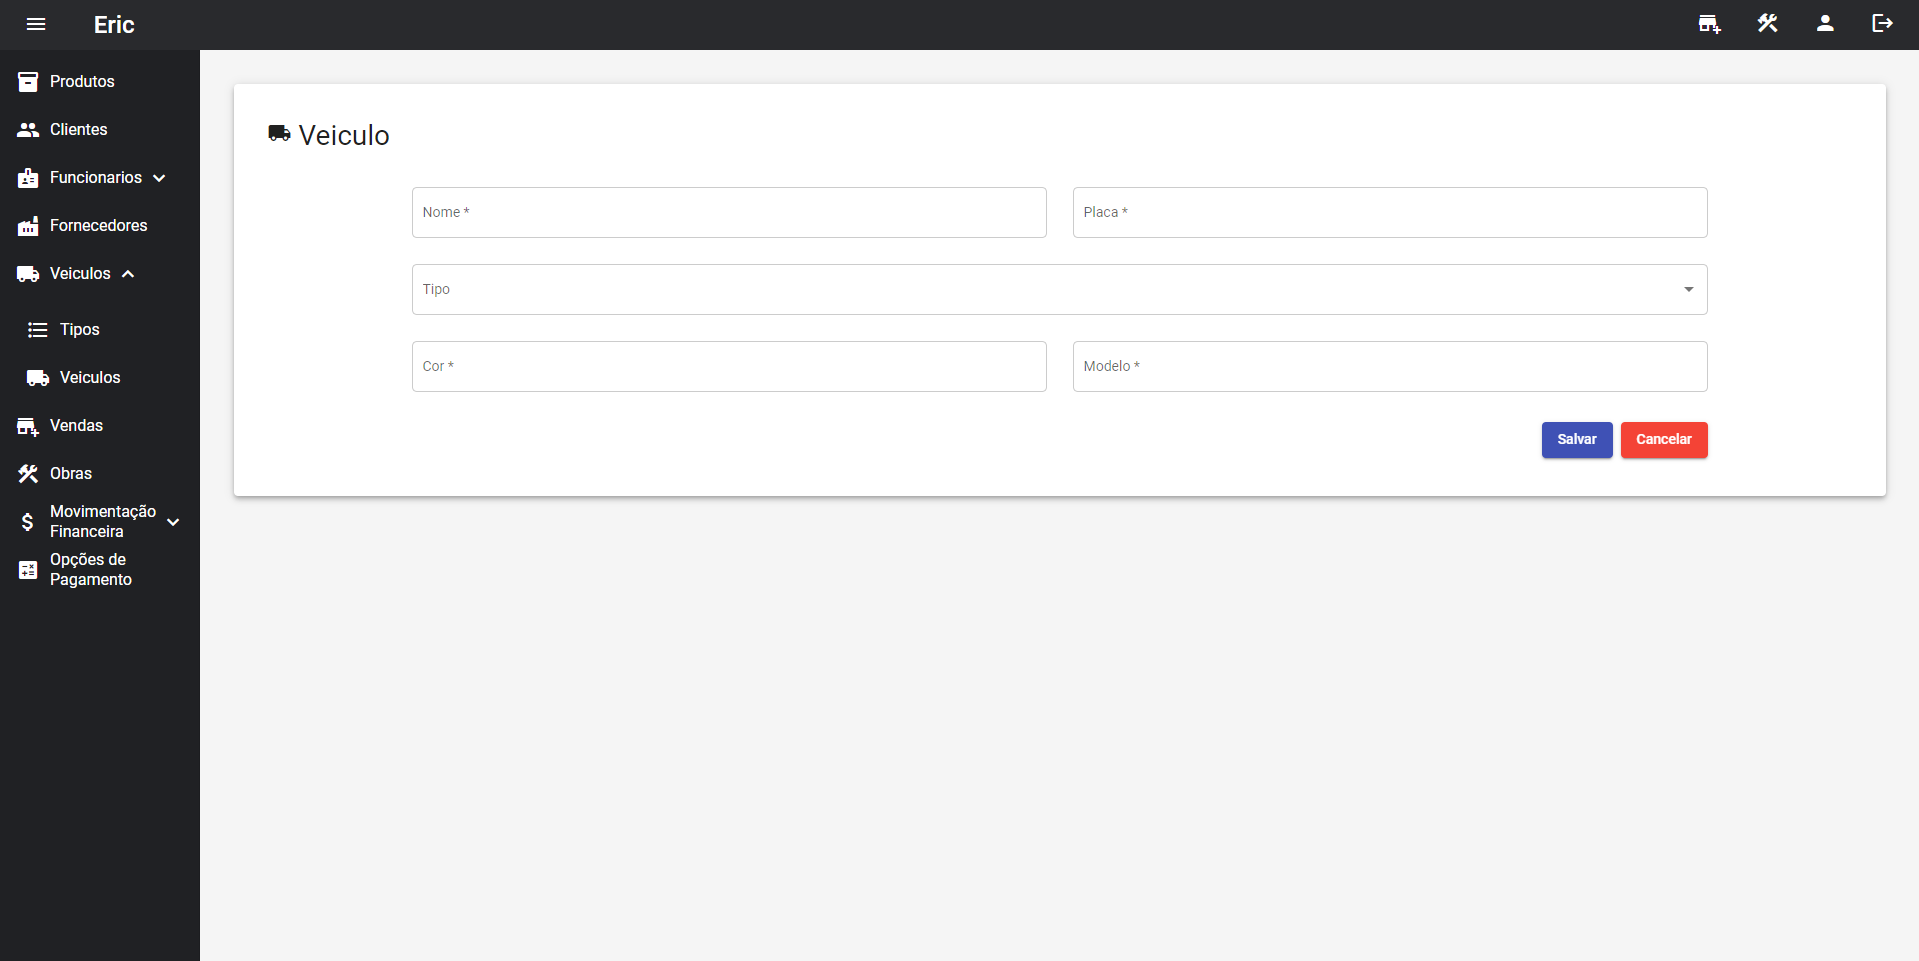 Eric
Produtos
Clientes
Funcionarios
Fornecedores
Veiculos
Tipos
Veiculos
Vendas
Obras
Movimentação
Financeira
Opções de
Pagamento
Veiculo
Nome *
Placa *
Tipo
Cor *
Modelo *
Salvar
Cancelar